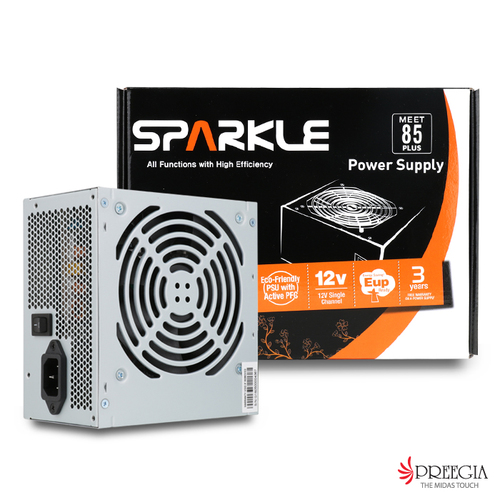 SPARKLE
All Functions with High Efficiency
MEET
85
PLUS
Power Supply
Eco-Friendly
PSU with
Active PFC
12v
12V Single
Channel
Eup
Ready
3
years
PREEGIA
THE MIDAS TOUCH